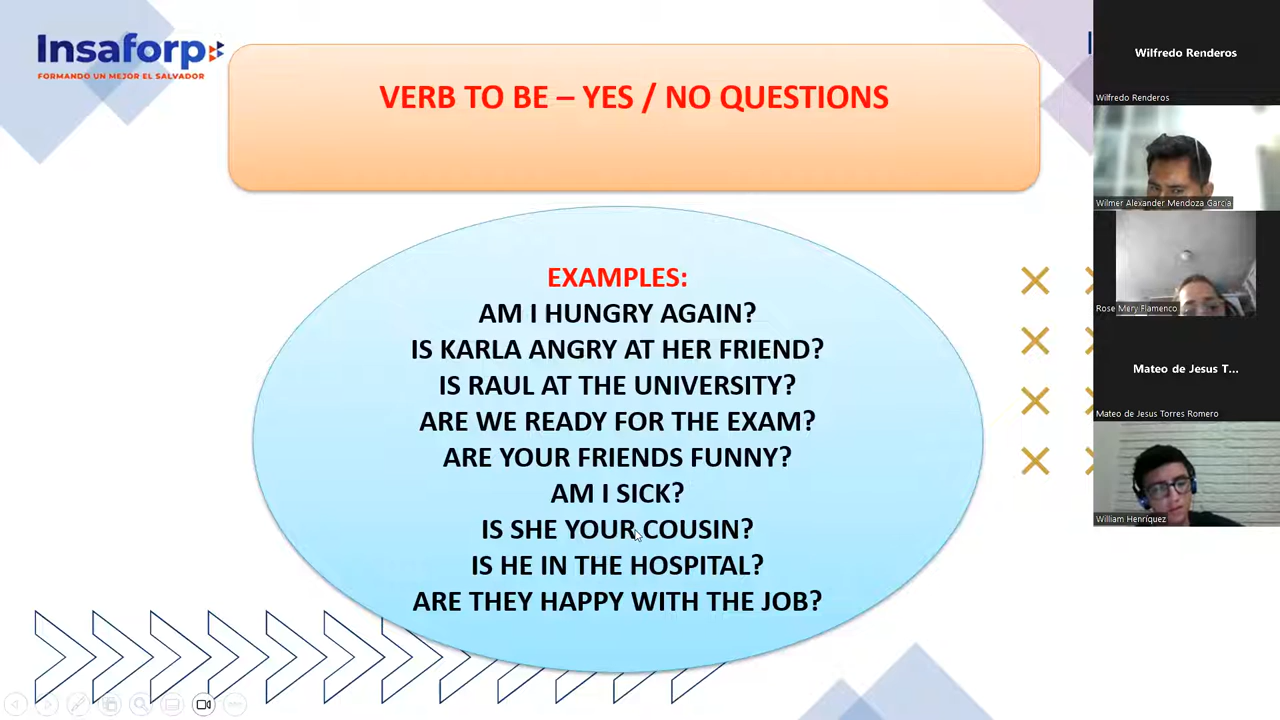 Insaforp
FORMANDO UN MEJOR EL SALVADOR
VERB TO BE – YES / NO QUESTIONS
EXAMPLES:
AM I HUNGRY AGAIN?
IS KARLA ANGRY AT HER FRIEND?
IS RAUL AT THE UNIVERSITY?
ARE WE READY FOR THE EXAM?
ARE YOUR FRIENDS FUNNY?
AM I SICK?
IS SHE YOUR COUSIN?
IS HE IN THE HOSPITAL?
ARE THEY HAPPY WITH THE JOB?
Wilfredo Renderos
Wilfredo Renderos
Wilmer Alexander Mendoza Garcia
Rose Mery Flamenco
Mateo de Jesus T...
Mateo de Jesus Torres Romero
William Henríquez